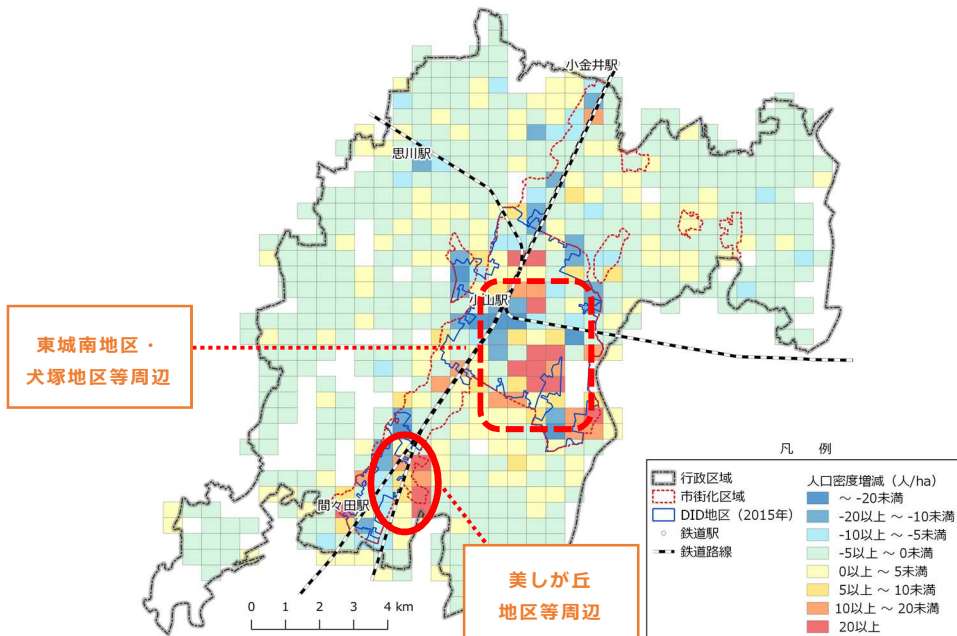 小金井駅
思川駅
小山駅
東城南地区・
犬塚地区等周辺
間々田駅
美しが丘
地区等周辺
0 1 2 3 4 km
凡 例
行政区域
市街化区域
DID地区（2015年）
鉄道駅
鉄道路線
人口密度増減（人/ha）
～ -20未満
-20以上 ～ -10未満
-10以上 ～ -5未満
-5以上 ～ 0未満
0以上 ～ 5未満
5以上 ～ 10未満
10以上 ～ 20未満
20以上